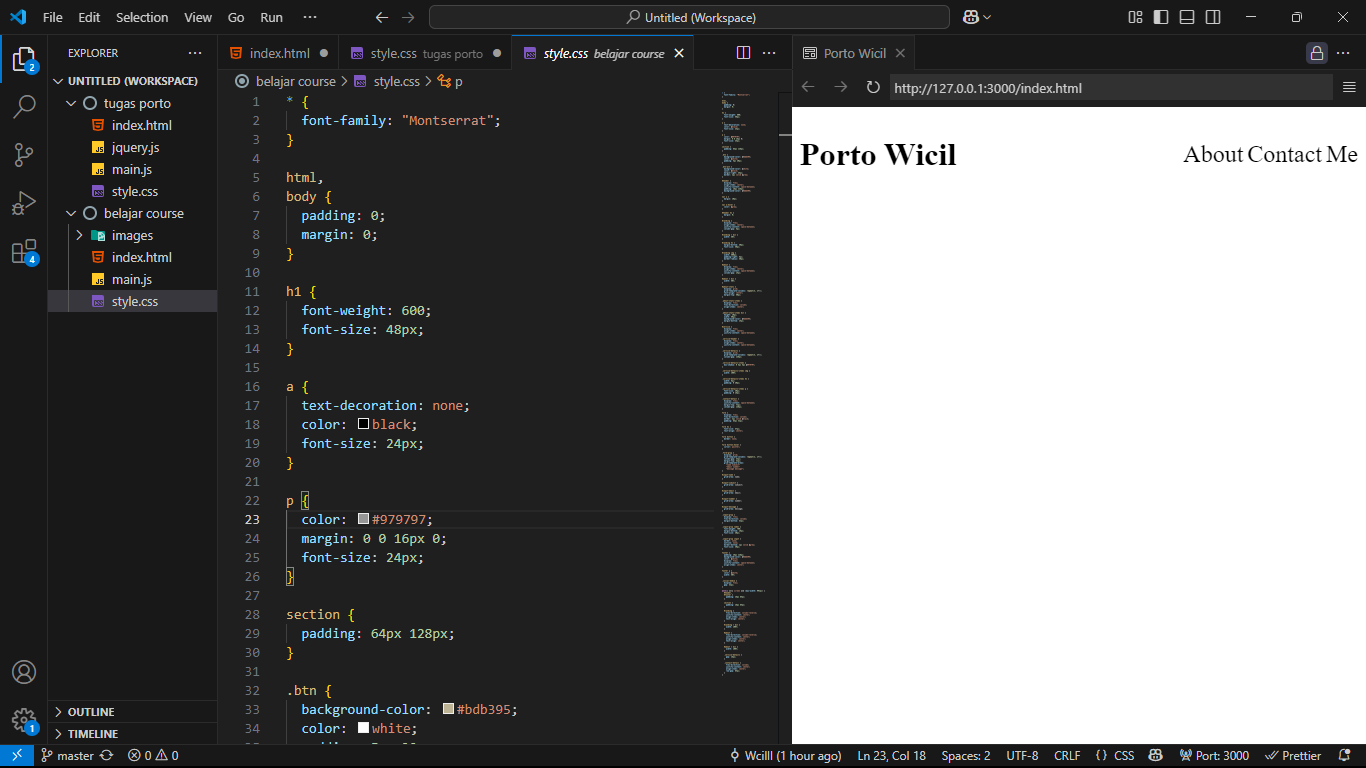 File Edit Selection View Go Run ··· Untitled (Workspace)
EXPLORER ···
UNTITLED (WORKSPACE)
tugas porto
index.html
jquery.js
main.js
style.css
belajar course
images
index.html
main.js
style.css
OUTLINE
TIMELINE
2
4
1
index.html style.css tugas porto style.css belajar course
belajar course > style.css > p
1 * {
2 font-family: "Montserrat";
3 }
4
5 html,
6 body {
7 padding: 0;
8 margin: 0;
9 }
10
11 h1 {
12 font-weight: 600;
13 font-size: 48px;
14 }
15
16 a {
17 text-decoration: none;
18 color: black;
19 font-size: 24px;
20 }
21
22 p {
23 color: #979797;
24 margin: 0 0 16px 0;
25 font-size: 24px;
26 }
27
28 section {
29 padding: 64px 128px;
30 }
31
32 .btn {
33 background-color: #bdb395;
34 color: white;
Porto Wicil
http://127.0.0.1:3000/index.html
Porto Wicil About Contact Me
master 0 0 Wcilll (1 hour ago) Ln 23, Col 18 Spaces: 2 UTF-8 CRLF {} CSS Port: 3000 Prettier